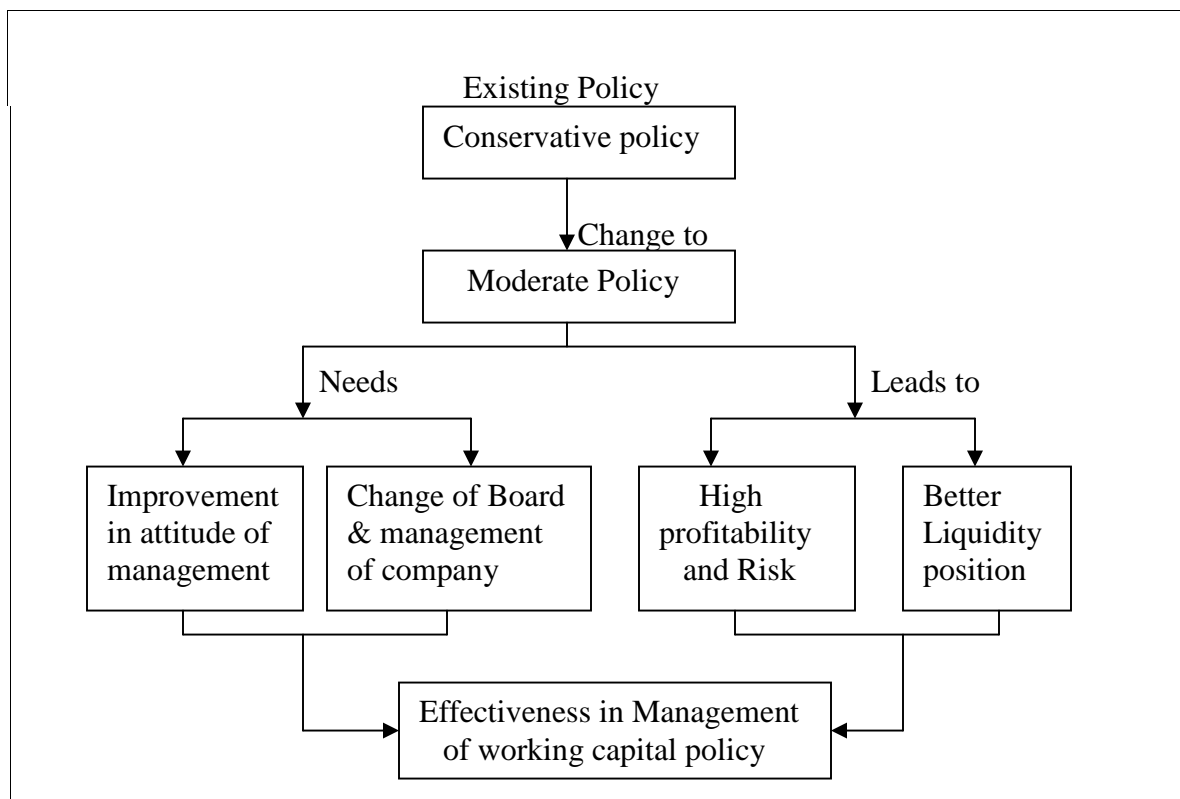 Existing Policy
Conservative policy
Change to
Moderate Policy
Needs
Leads to
Improvement
in attitude of
management
Change of Board
& management
of company
High
profitability
and Risk
Better
Liquidity
position
Effectiveness in Management
of working capital policy